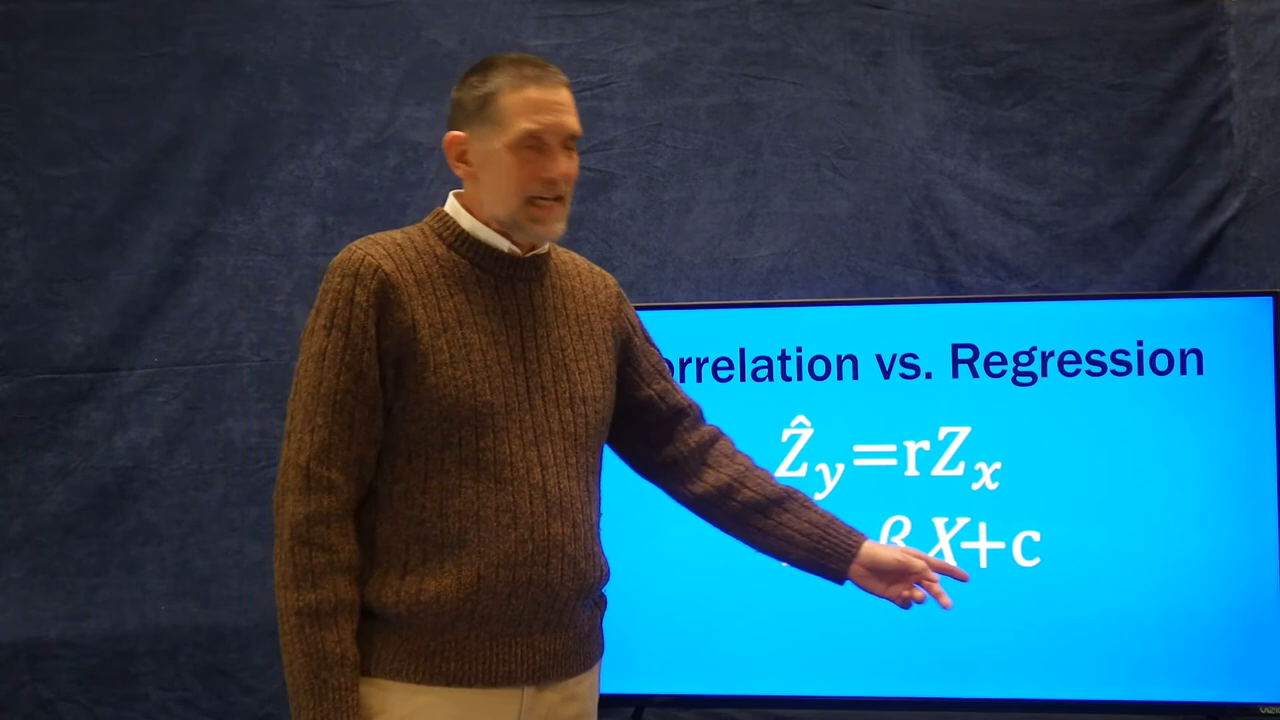 orrelation vs. Regression
Ẑy=rZx
β X+c